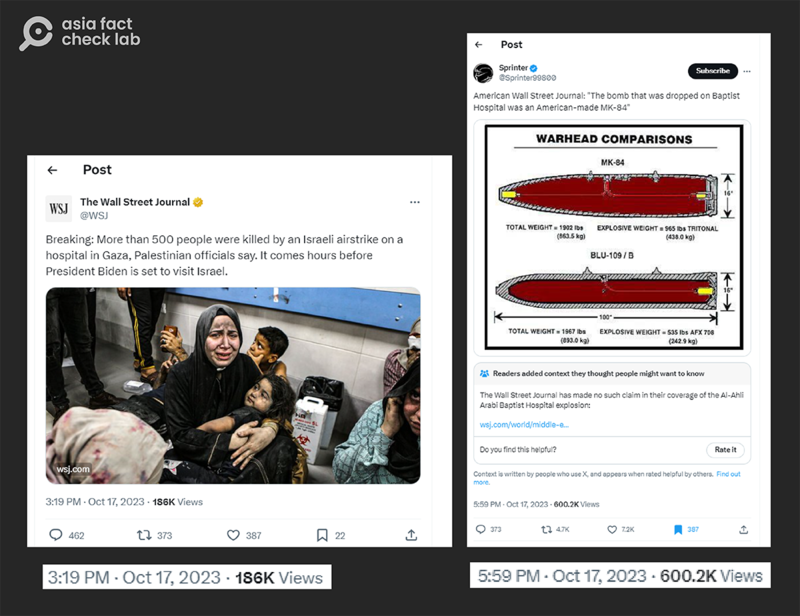 asia fact
check lab
Post
WSJ
The Wall Street Journal
@WSJ
Breaking: More than 500 people were killed by an Israeli airstrike on a
hospital in Gaza, Palestinian officials say. It comes hours before
President Biden is set to visit Israel.
wsj.com
3:19 PM · Oct 17, 2023 · 186K Views
462 373 387 22
3:19 PM · Oct 17, 2023 · 186K Views
Post
Sprinter
@Sprinter99800
Subscribe
American Wall Street Journal: "The bomb that was dropped on Baptist
Hospital was an American-made MK-84"
WARHEAD COMPARISONS
MK-84
16"
TOTAL WEIGHT = 1902 lbs EXPLOSIVE WEIGHT = 965 lbs TRITONAL
(863.5 kg) (438.0 kg)
BLU-109 / B
16"
100"
TOTAL WEIGHT = 1967 lbs EXPLOSIVE WEIGHT = 535 lbs AFX 708
(893.0 kg) (242.9 kg)
Readers added context they thought people might want to know
The Wall Street Journal has made no such claim in their coverage of the Al-Ahli
Arabi Baptist Hospital explosion:
wsj.com/world/middle-e...
Do you find this helpful?
Rate it
Context is written by people who use X, and appears when rated helpful by others. Find out
more.
5:59 PM · Oct 17, 2023 · 600.2K Views
373 4.7K 7.2K 387
5:59 PM · Oct 17, 2023 · 600.2K Views